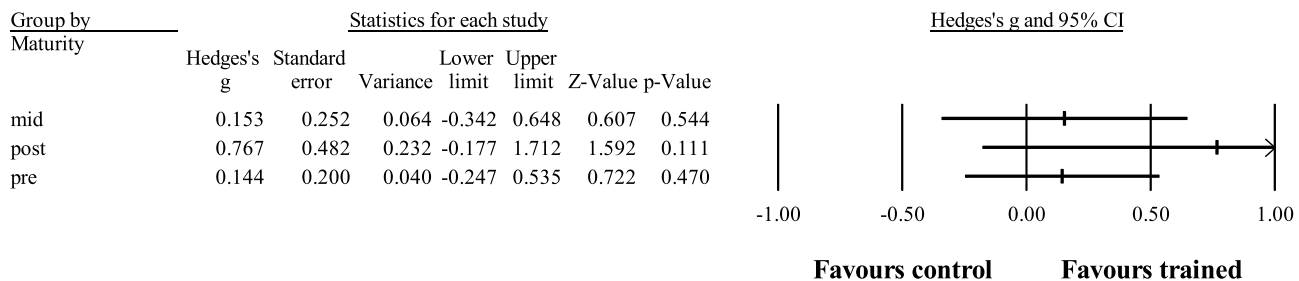 Group by Statistics for each study Hedges's g and 95% CI
Maturity
Hedges's Standard Lower Upper
g error Variance limit limit Z-Value p-Value
mid 0.153 0.252 0.064 -0.342 0.648 0.607 0.544
post 0.767 0.482 0.232 -0.177 1.712 1.592 0.111
pre 0.144 0.200 0.040 -0.247 0.535 0.722 0.470
-1.00 -0.50 0.00 0.50 1.00
Favours control Favours trained